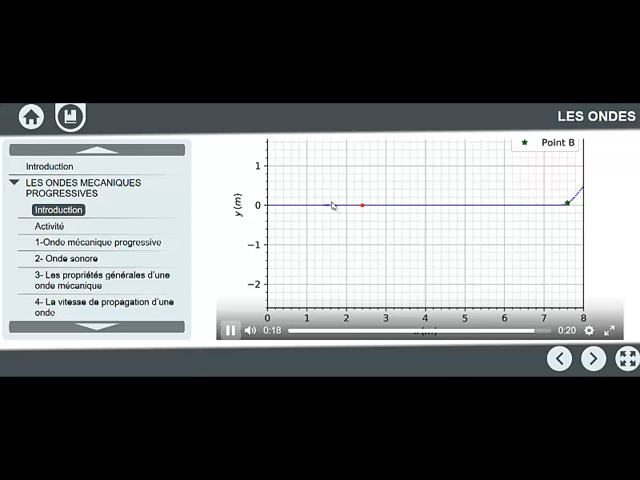 LES ONDES
Introduction
LES ONDES MECANIQUES
PROGRESSIVES
Introduction
Activité
1-Onde mécanique progressive
2- Onde sonore
3- Les propriétés générales d'une
onde mécanique
4- La vitesse de propagation d'une
onde
Point B
1
0
−1
−2
y (m)
0 1 2 3 4 5 6 7 8
0:18
0:20